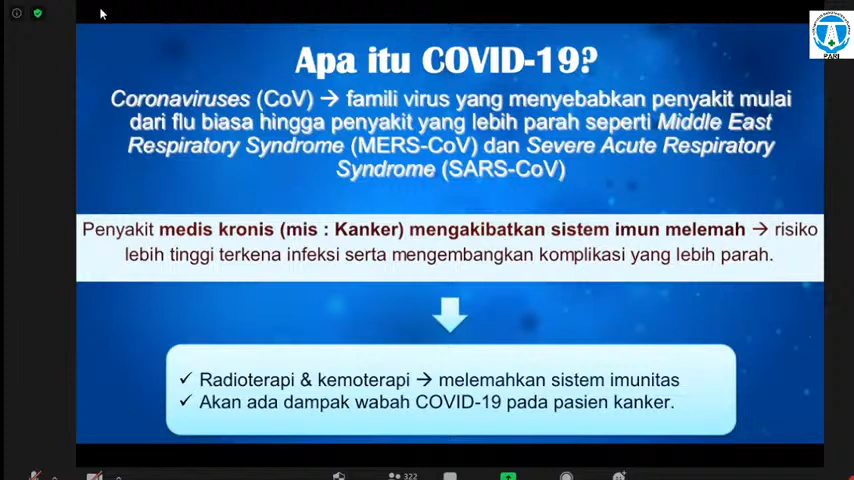 Apa itu COVID-19?
Coronaviruses (CoV) → famili virus yang menyebabkan penyakit mulai
dari flu biasa hingga penyakit yang lebih parah seperti Middle East
Respiratory Syndrome (MERS-CoV) dan Severe Acute Respiratory
Syndrome (SARS-CoV)
Penyakit medis kronis (mis : Kanker) mengakibatkan sistem imun melemah → risiko
lebih tinggi terkena infeksi serta mengembangkan komplikasi yang lebih parah.
✓ Radioterapi & kemoterapi → melemahkan sistem imunitas
✓ Akan ada dampak wabah COVID-19 pada pasien kanker.
PARI
322